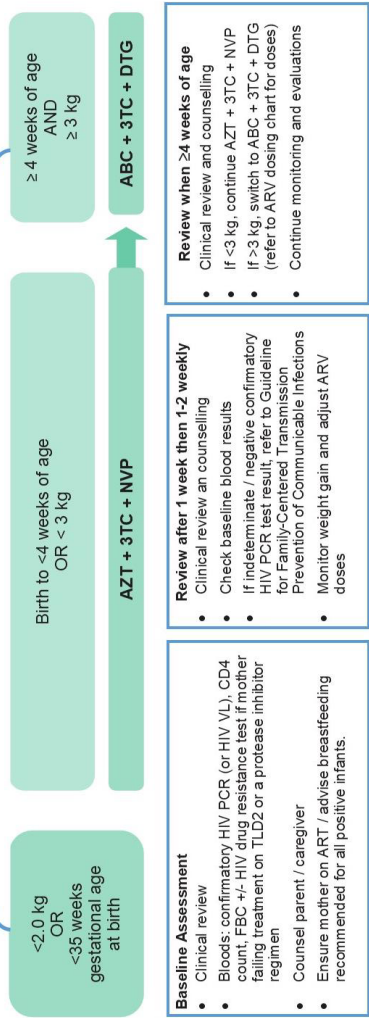 <2.0 kg
OR
<35 weeks
gestational age
at birth
Birth to <4 weeks of age
OR < 3 kg
≥ 4 weeks of age
AND
≥ 3 kg
AZT + 3TC + NVP
ABC + 3TC + DTG
Baseline Assessment
• Clinical review
• Bloods: confirmatory HIV PCR (or HIV VL), CD4
count, FBC +/- HIV drug resistance test if mother
failing treatment on TLD2 or a protease inhibitor
regimen
• Counsel parent / caregiver
• Ensure mother on ART / advise breastfeeding
recommended for all positive infants.
Review after 1 week then 1-2 weekly
• Clinical review an counselling
• Check baseline blood results
• If indeterminate / negative confirmatory
HIV PCR test result, refer to Guideline
for Family-Centered Transmission
Prevention of Communicable Infections
• Monitor weight gain and adjust ARV
doses
Review when ≥4 weeks of age
• Clinical review and counselling
• If <3 kg, continue AZT + 3TC + NVP
• If >3 kg, switch to ABC + 3TC + DTG
(refer to ARV dosing chart for doses)
• Continue monitoring and evaluations